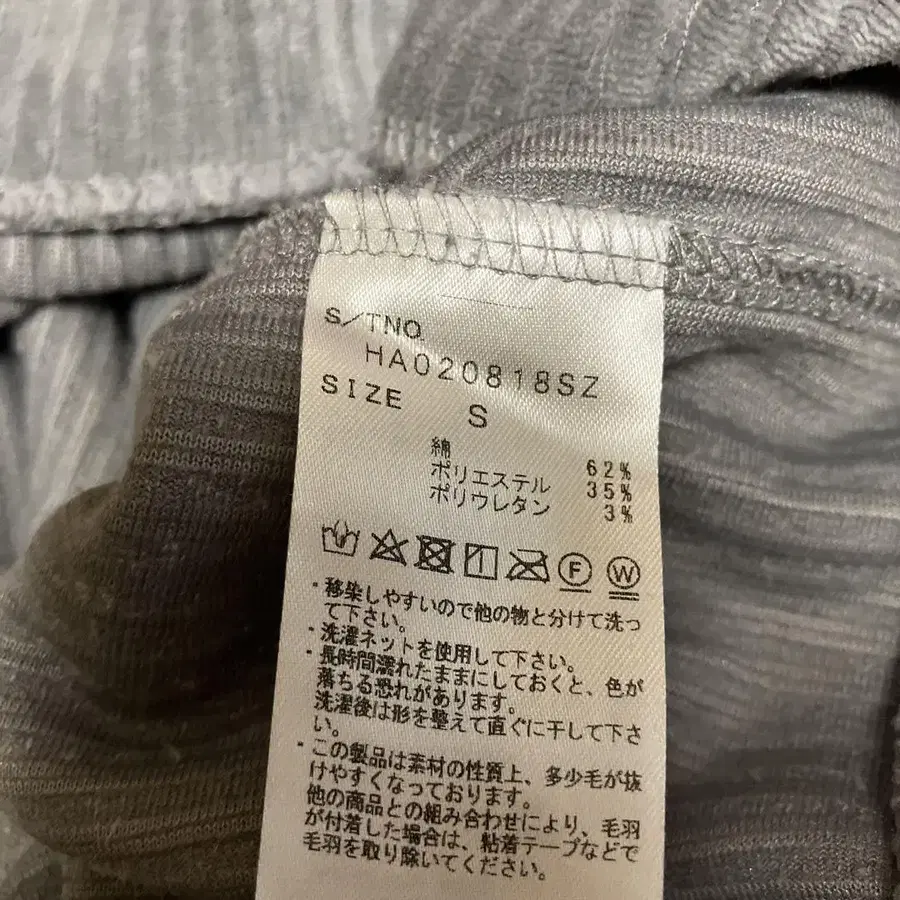 S/TNO
HA020818SZ
SIZE S
綿 62%
ポリエステル 35%
ポリウレタン 3%
F W
・移染しやすいので他の物と分けて洗っ
て下さい。
・洗濯ネットを使用して下さい。
・長時間濡れたままにしておくと、色が
落ちる恐れがあります。
洗濯後は形を整えて直ぐに干して下さ
い。
・この製品は素材の性質上、多少毛が抜
けやすくなっております。
他の商品との組み合わせにより、毛羽
が付着した場合は、粘着テープなどで
毛羽を取り除いてください。